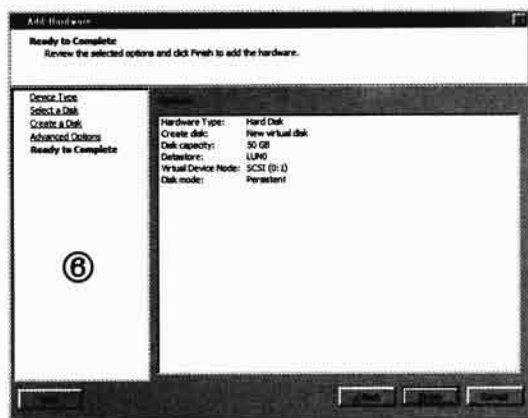 Add Hardware
Ready to Complete
Review the selected options and click Finish to add the hardware.
Device Type
Select a Disk
Create a Disk
Advanced Options
Ready to Complete
Hardware Type: Hard Disk
Create disk: New virtual disk
Disk capacity: 50 GB
Datastore: LUN0
Virtual Device Node: SCSI (0:1)
Disk mode: Persistent
⑥
Cancel